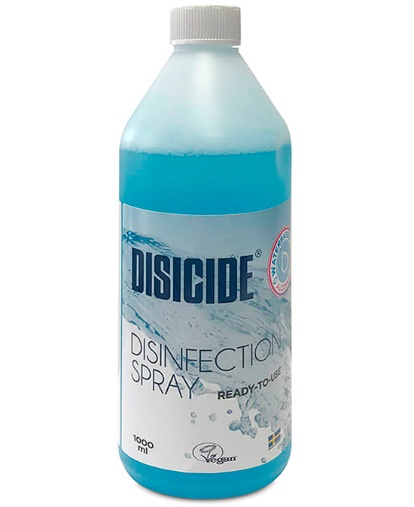 DISICIDE®
DISINFECTION
SPRAY
READY-TO-USE
1000
ml
Vegan